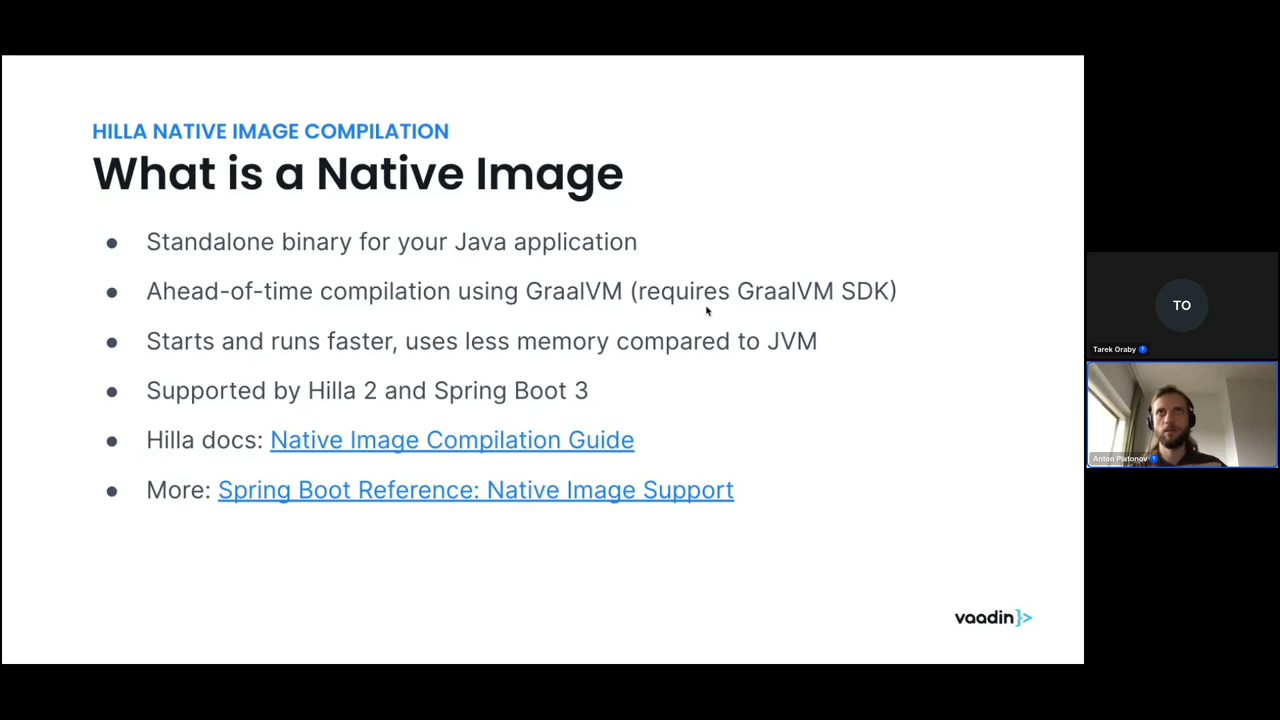 HILLA NATIVE IMAGE COMPILATION
What is a Native Image
● Standalone binary for your Java application
● Ahead-of-time compilation using GraalVM (requires GraalVM SDK)
● Starts and runs faster, uses less memory compared to JVM
● Supported by Hilla 2 and Spring Boot 3
● Hilla docs: Native Image Compilation Guide
● More: Spring Boot Reference: Native Image Support
vaadin}>
TO
Tarek Oraby
Anton Platonov